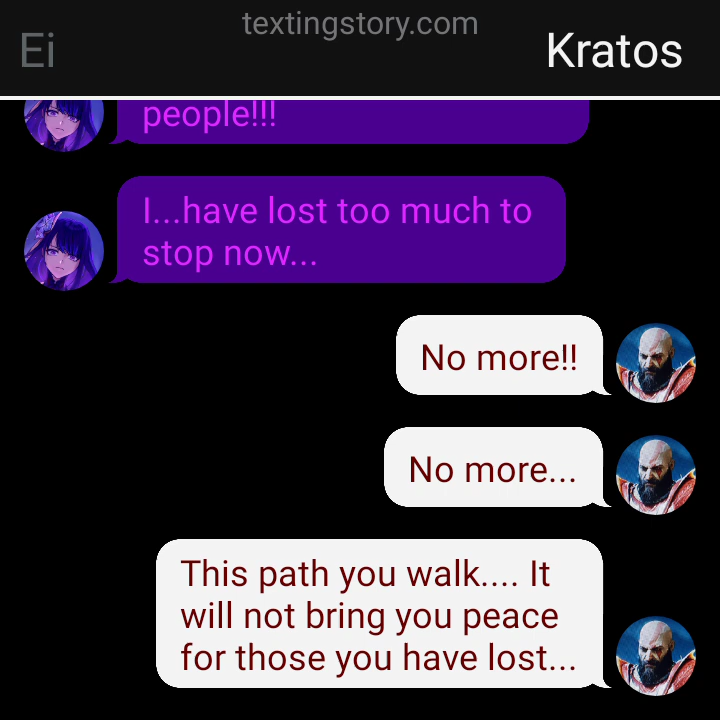 textingstory.com
Ei
Kratos
people!!!
I...have lost too much to
stop now...
No more!!
No more...
This path you walk.... It
will not bring you peace
for those you have lost...